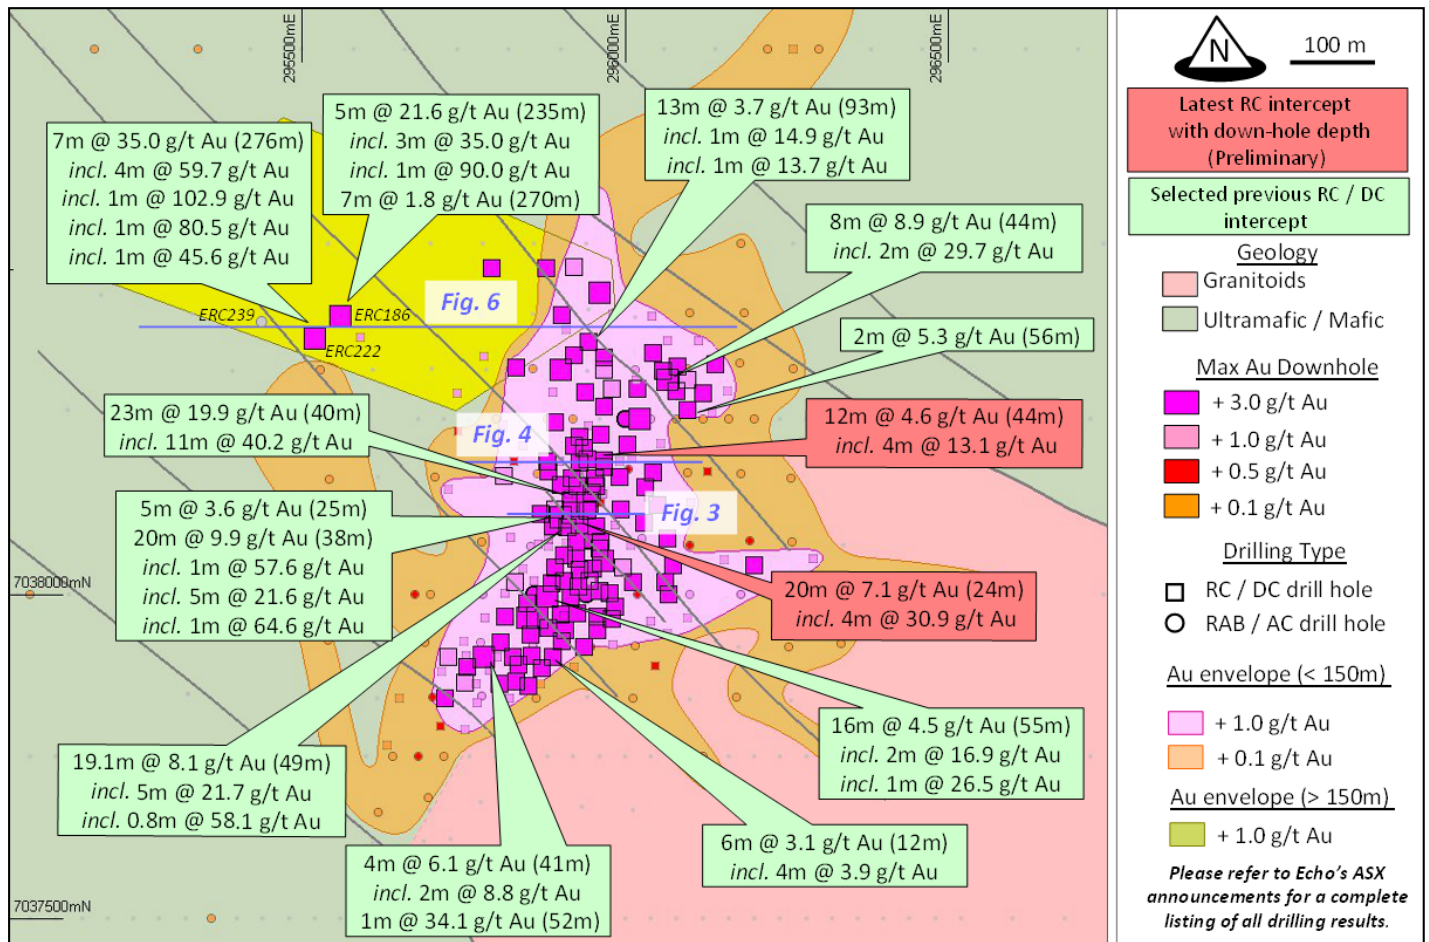 295500mE
296000mE
296500mE
7038000mN
7037500mN
7m @ 35.0 g/t Au (276m)
incl. 4m @ 59.7 g/t Au
incl. 1m @ 102.9 g/t Au
incl. 1m @ 80.5 g/t Au
incl. 1m @ 45.6 g/t Au
5m @ 21.6 g/t Au (235m)
incl. 3m @ 35.0 g/t Au
incl. 1m @ 90.0 g/t Au
7m @ 1.8 g/t Au (270m)
13m @ 3.7 g/t Au (93m)
incl. 1m @ 14.9 g/t Au
incl. 1m @ 13.7 g/t Au
8m @ 8.9 g/t Au (44m)
incl. 2m @ 29.7 g/t Au
2m @ 5.3 g/t Au (56m)
ERC239
ERC186
ERC222
Fig. 6
23m @ 19.9 g/t Au (40m)
incl. 11m @ 40.2 g/t Au
Fig. 4
12m @ 4.6 g/t Au (44m)
incl. 4m @ 13.1 g/t Au
5m @ 3.6 g/t Au (25m)
20m @ 9.9 g/t Au (38m)
incl. 1m @ 57.6 g/t Au
incl. 5m @ 21.6 g/t Au
incl. 1m @ 64.6 g/t Au
Fig. 3
20m @ 7.1 g/t Au (24m)
incl. 4m @ 30.9 g/t Au
19.1m @ 8.1 g/t Au (49m)
incl. 5m @ 21.7 g/t Au
incl. 0.8m @ 58.1 g/t Au
16m @ 4.5 g/t Au (55m)
incl. 2m @ 16.9 g/t Au
incl. 1m @ 26.5 g/t Au
4m @ 6.1 g/t Au (41m)
incl. 2m @ 8.8 g/t Au
1m @ 34.1 g/t Au (52m)
6m @ 3.1 g/t Au (12m)
incl. 4m @ 3.9 g/t Au
N
100 m
Latest RC intercept
with down-hole depth
(Preliminary)
Selected previous RC / DC
intercept
Geology
Granitoids
Ultramafic / Mafic
Max Au Downhole
+ 3.0 g/t Au
+ 1.0 g/t Au
+ 0.5 g/t Au
+ 0.1 g/t Au
Drilling Type
RC / DC drill hole
RAB / AC drill hole
Au envelope (< 150m)
+ 1.0 g/t Au
+ 0.1 g/t Au
Au envelope (> 150m)
+ 1.0 g/t Au
Please refer to Echo's ASX
announcements for a complete
listing of all drilling results.